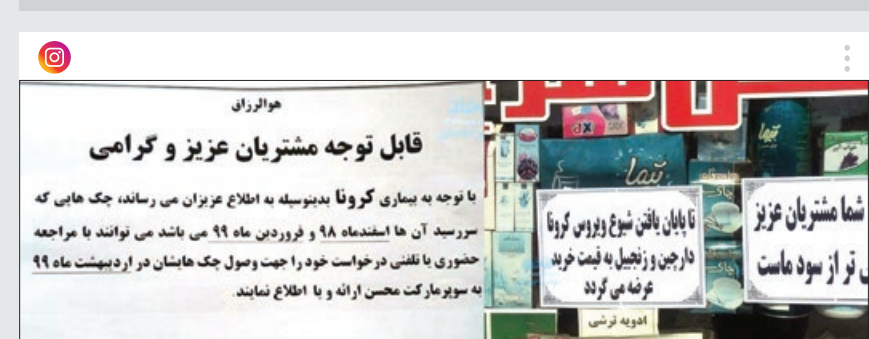 هوالرزاق
قابل توجه مشتریان عزیز و گرامی
با توجه به بیماری کرونا بدینوسیله به اطلاع عزیزان می رساند، چک هایی که
سررسید آن ها اسفندماه ۹۸ و فروردین ماه ۹۹ می باشد می توانند با مراجعه
حضوری یا تلفنی درخواست خود را جهت وصول چک هایشان در اردیبهشت ماه ۹۹
به سوپرمارکت محسن ارائه و یا اطلاع نمایند.
شما مشتریان عزیز
تر از سود ماست
تا پایان یافتن شیوع ویروس کرونا
دارچین و زنجبیل به قیمت خرید
عرضه می گردد
ادویه ترشی
تیما
تیما
چای
چای